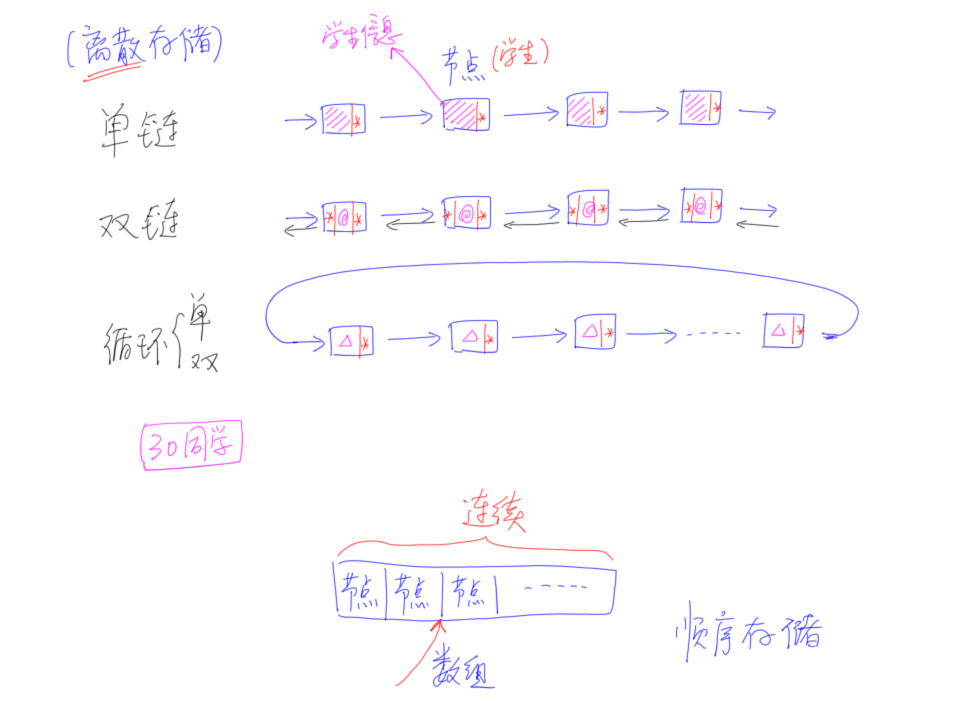 (离散存储)
学生信息
节点(学生)
单链
双链
循环{单
双
30同学
连续
节点 节点 节点 -----
数组
顺序存储